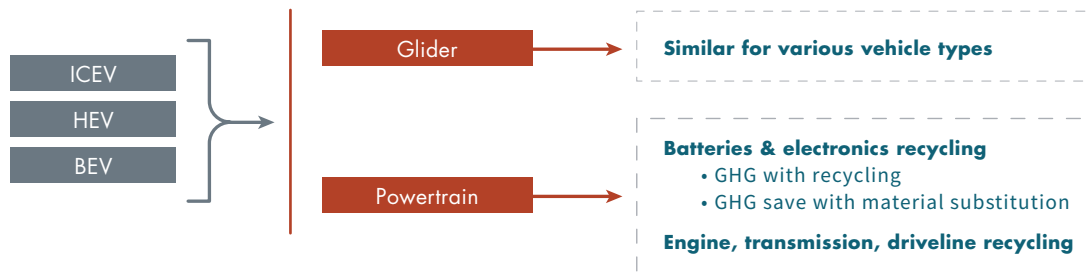 ICEV
HEV
BEV
Glider
Powertrain
Similar for various vehicle types
Batteries & electronics recycling
• GHG with recycling
• GHG save with material substitution
Engine, transmission, driveline recycling